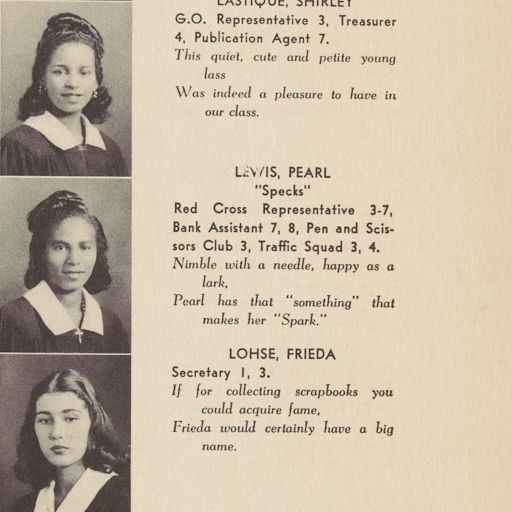 LASTIQUE, SHIRLEY
G.O. Representative 3, Treasurer
4, Publication Agent 7.
This quiet, cute and petite young
lass
Was indeed a pleasure to have in
our class.
LEWIS, PEARL
"Specks"
Red Cross Representative 3-7,
Bank Assistant 7, 8, Pen and Scis-
sors Club 3, Traffic Squad 3, 4.
Nimble with a needle, happy as a
lark,
Pearl has that "something" that
makes her "Spark."
LOHSE, FRIEDA
Secretary 1, 3.
If for collecting scrapbooks you
could acquire fame,
Frieda would certainly have a big
name.